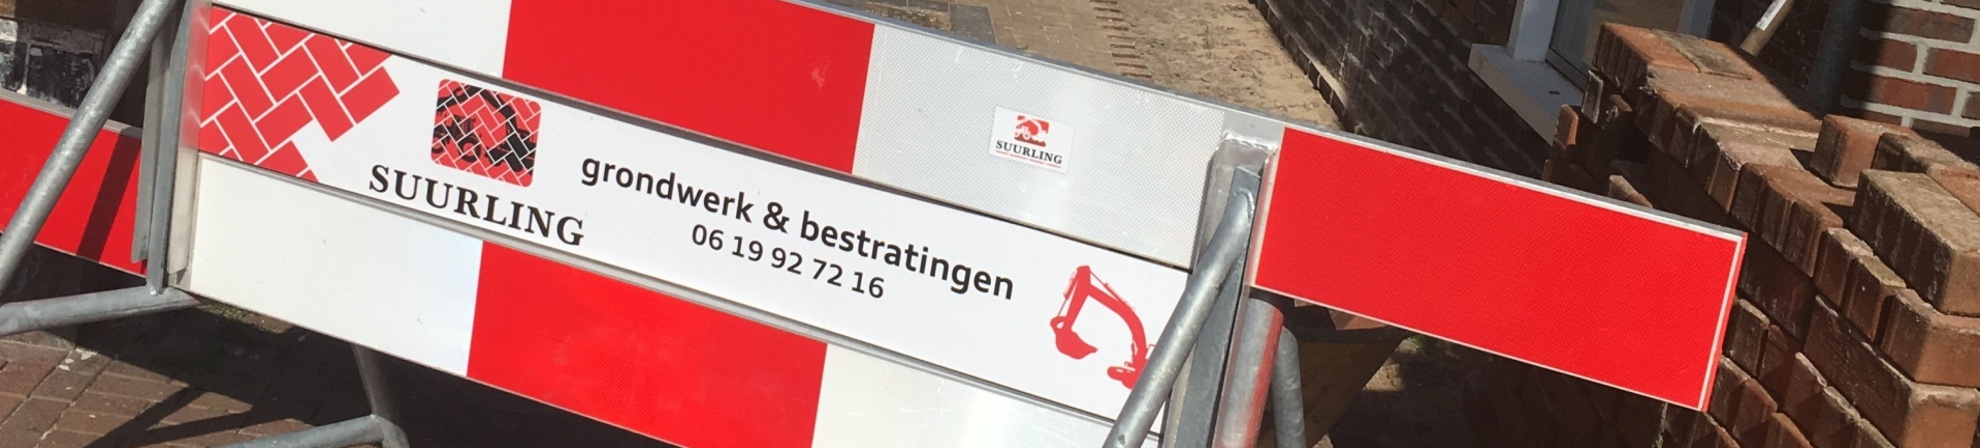 SUURLING
grondwerk & bestratingen
06 19 92 72 16
SUURLING